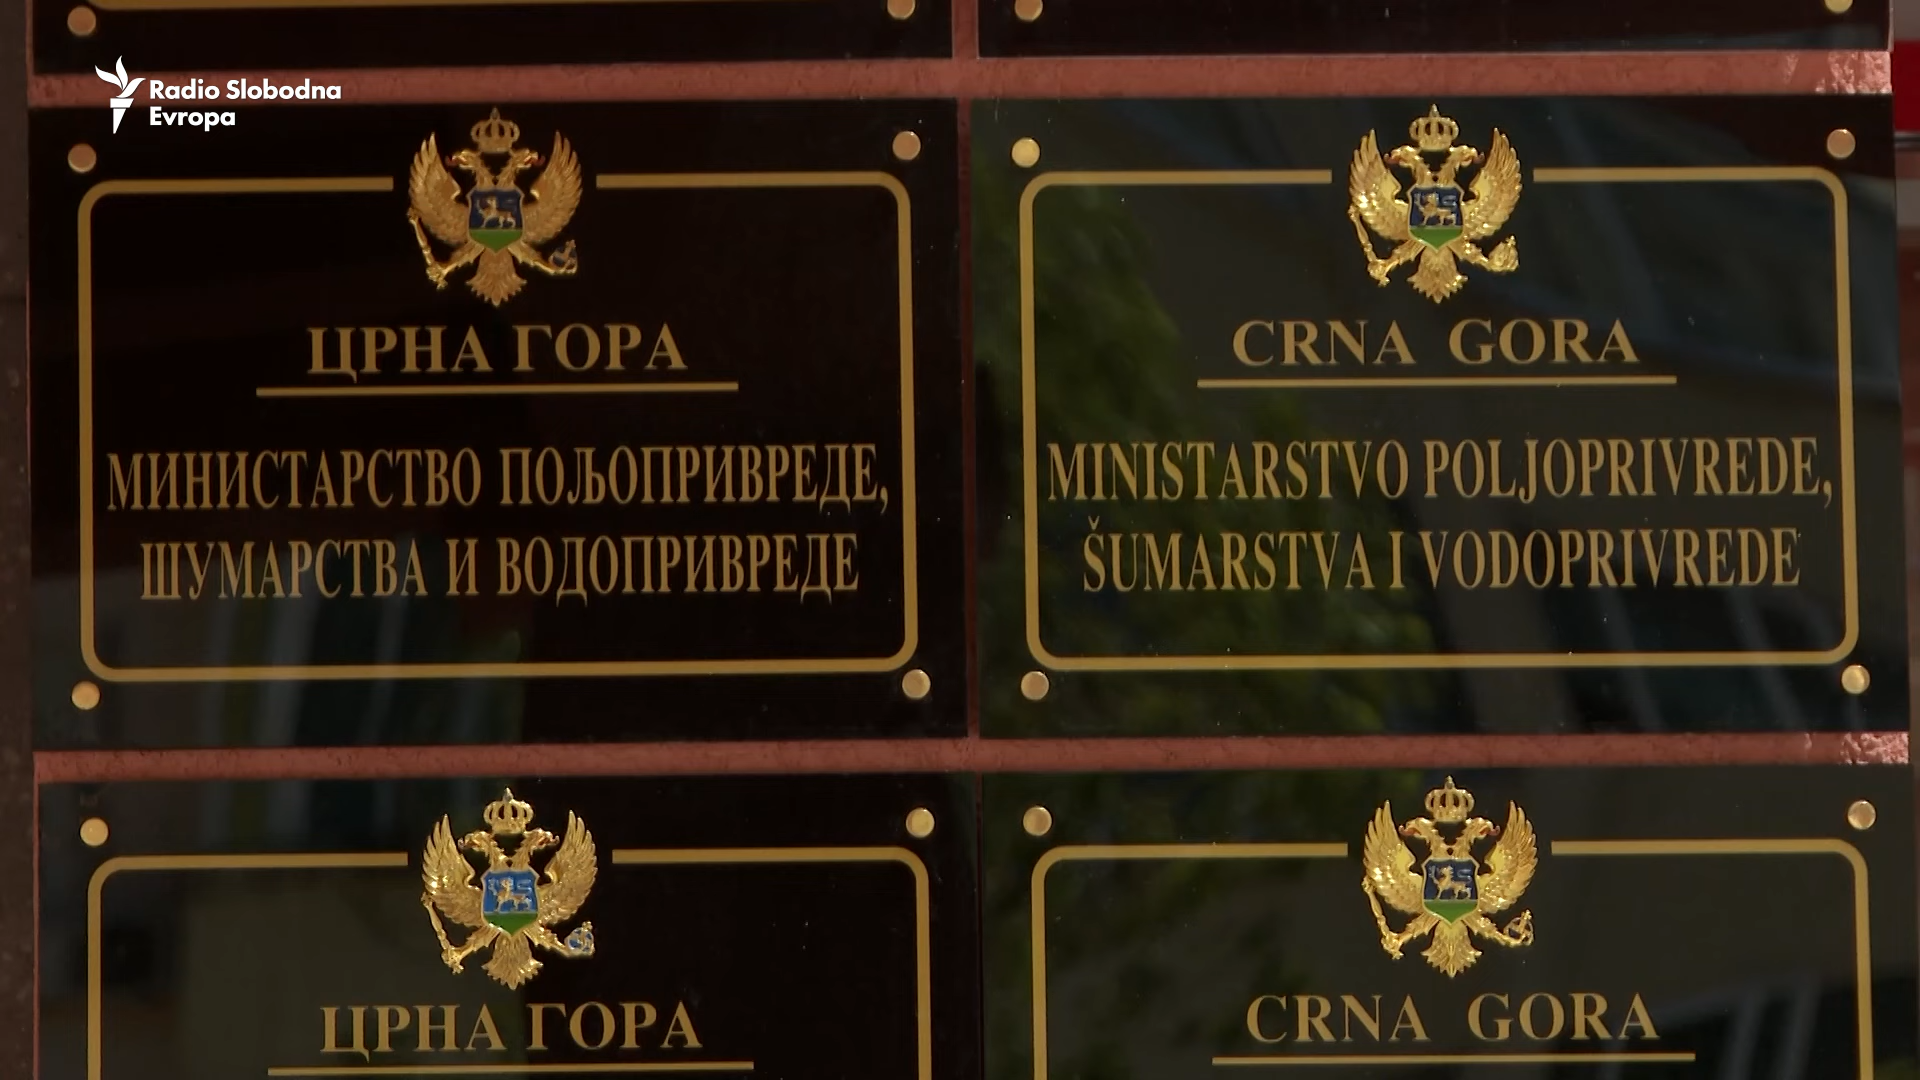 Radio Slobodna
Evropa
ЦРНА ГОРА
МИНИСТАРСТВО ПОЉОПРИВРЕДЕ,
ШУМАРСТВА И ВОДОПРИВРЕДЕ
CRNA GORA
MINISTARSTVO POLJOPRIVREDE,
ŠUMARSTVA I VODOPRIVREDE
ЦРНА ГОРА
CRNA GORA